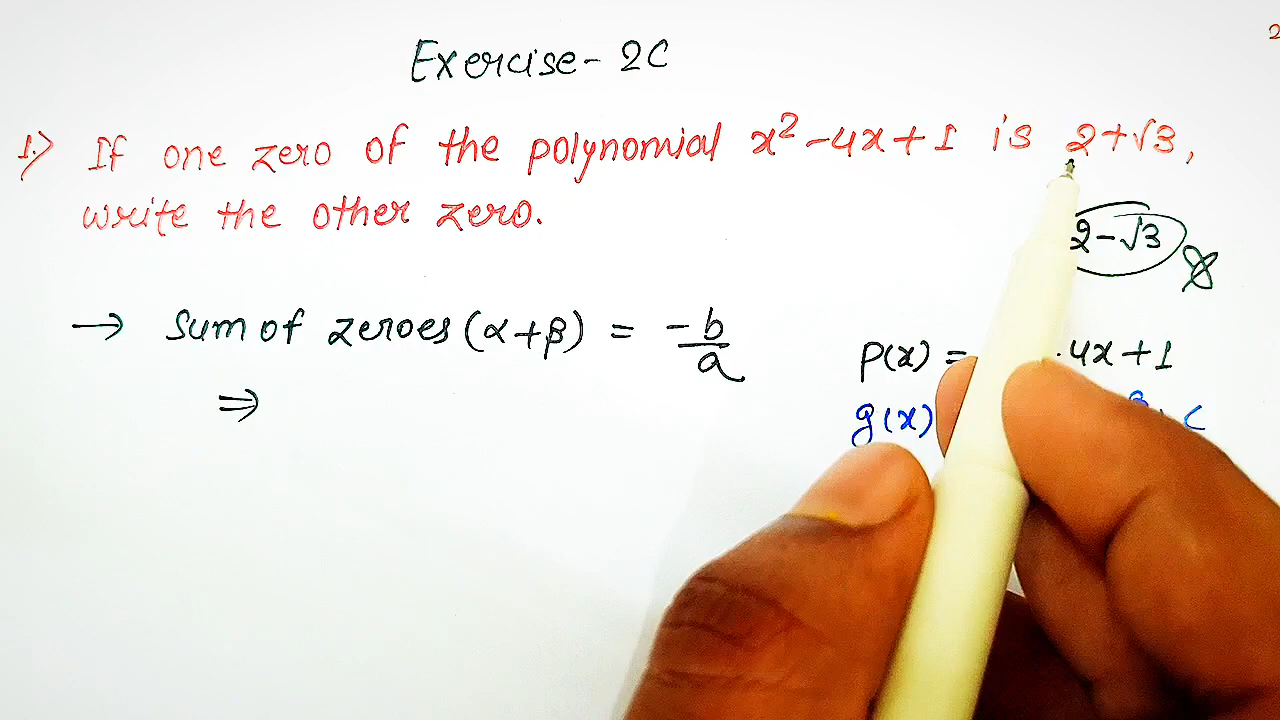 Exercise- 2C
1.) If one zero of the polynomial x² - 4x + 1 is 2+√3,
write the other zero.
2-√3
→ Sum of zeroes (α+β) = -b/a
p(x) = 4x + 1
⇒
g(x) c
2